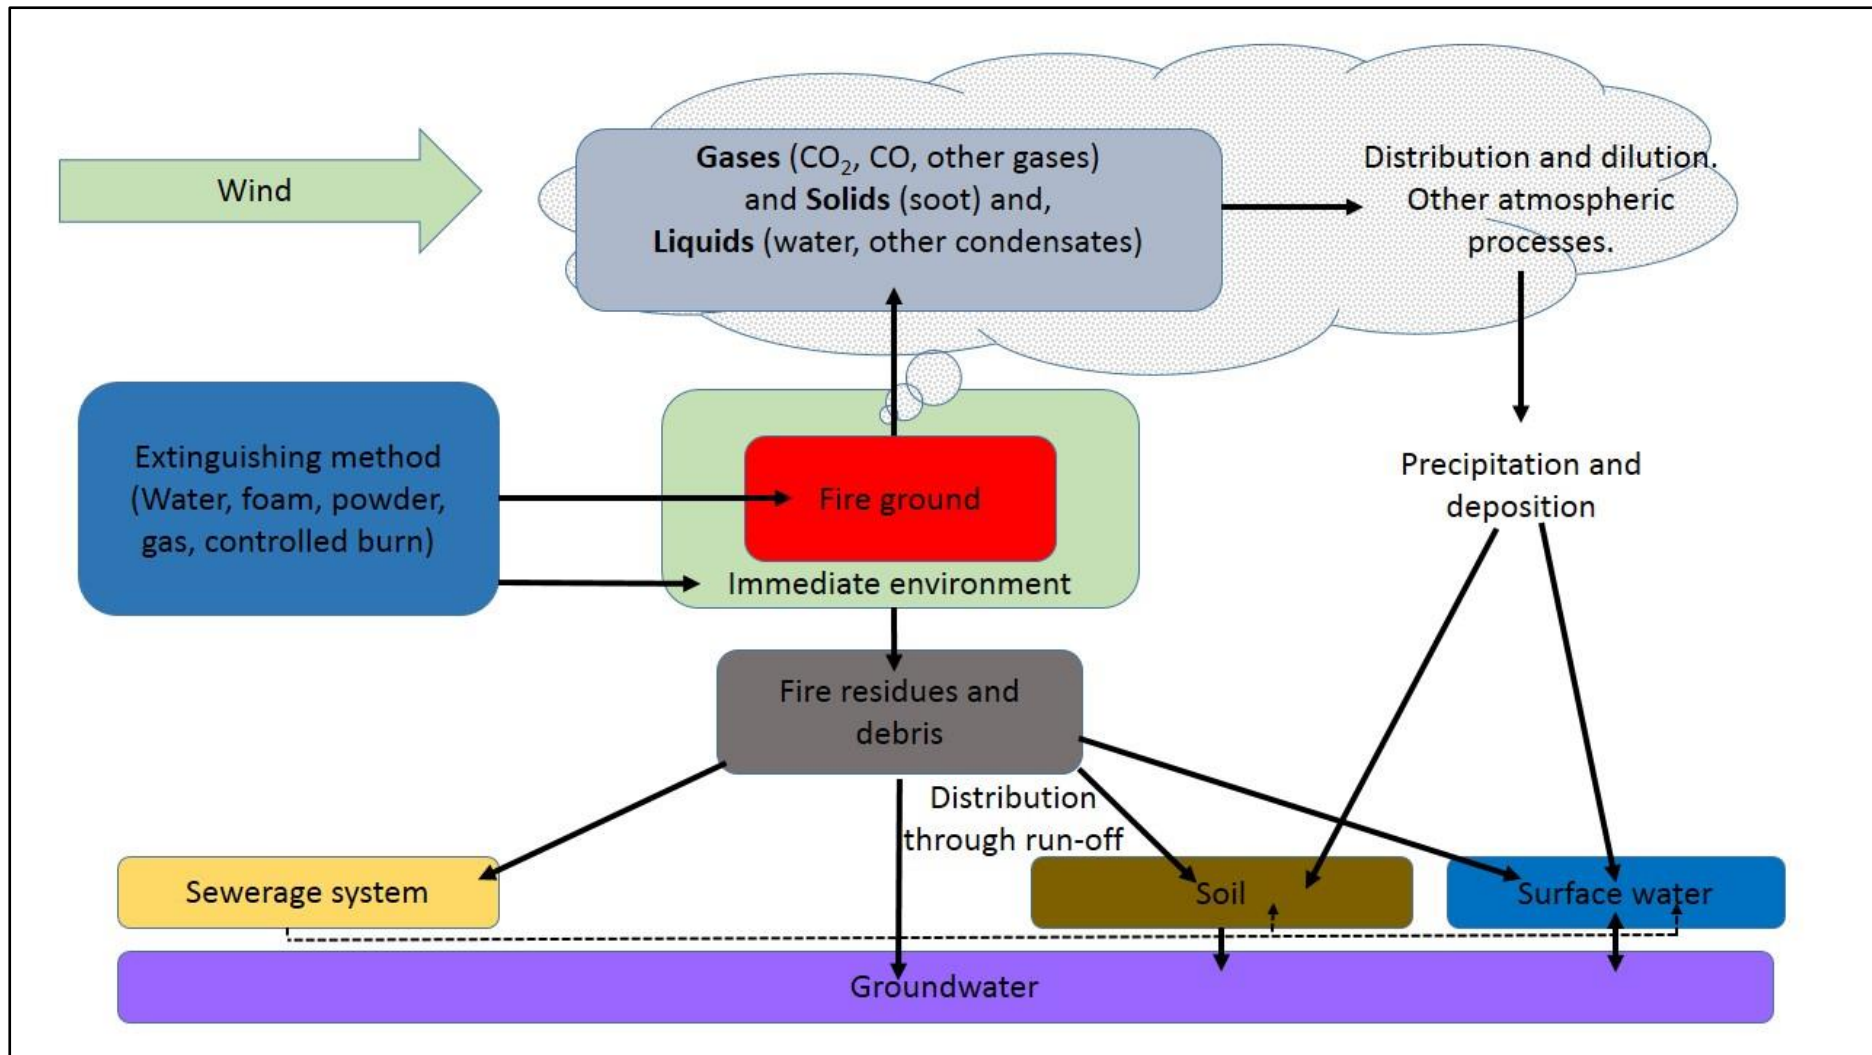 Wind
Gases (CO₂, CO, other gases)
and Solids (soot) and,
Liquids (water, other condensates)
Distribution and dilution.
Other atmospheric
processes.
Extinguishing method
(Water, foam, powder,
gas, controlled burn)
Fire ground
Immediate environment
Precipitation and
deposition
Fire residues and
debris
Distribution
through run-off
Sewerage system
Soil
Surface water
Groundwater